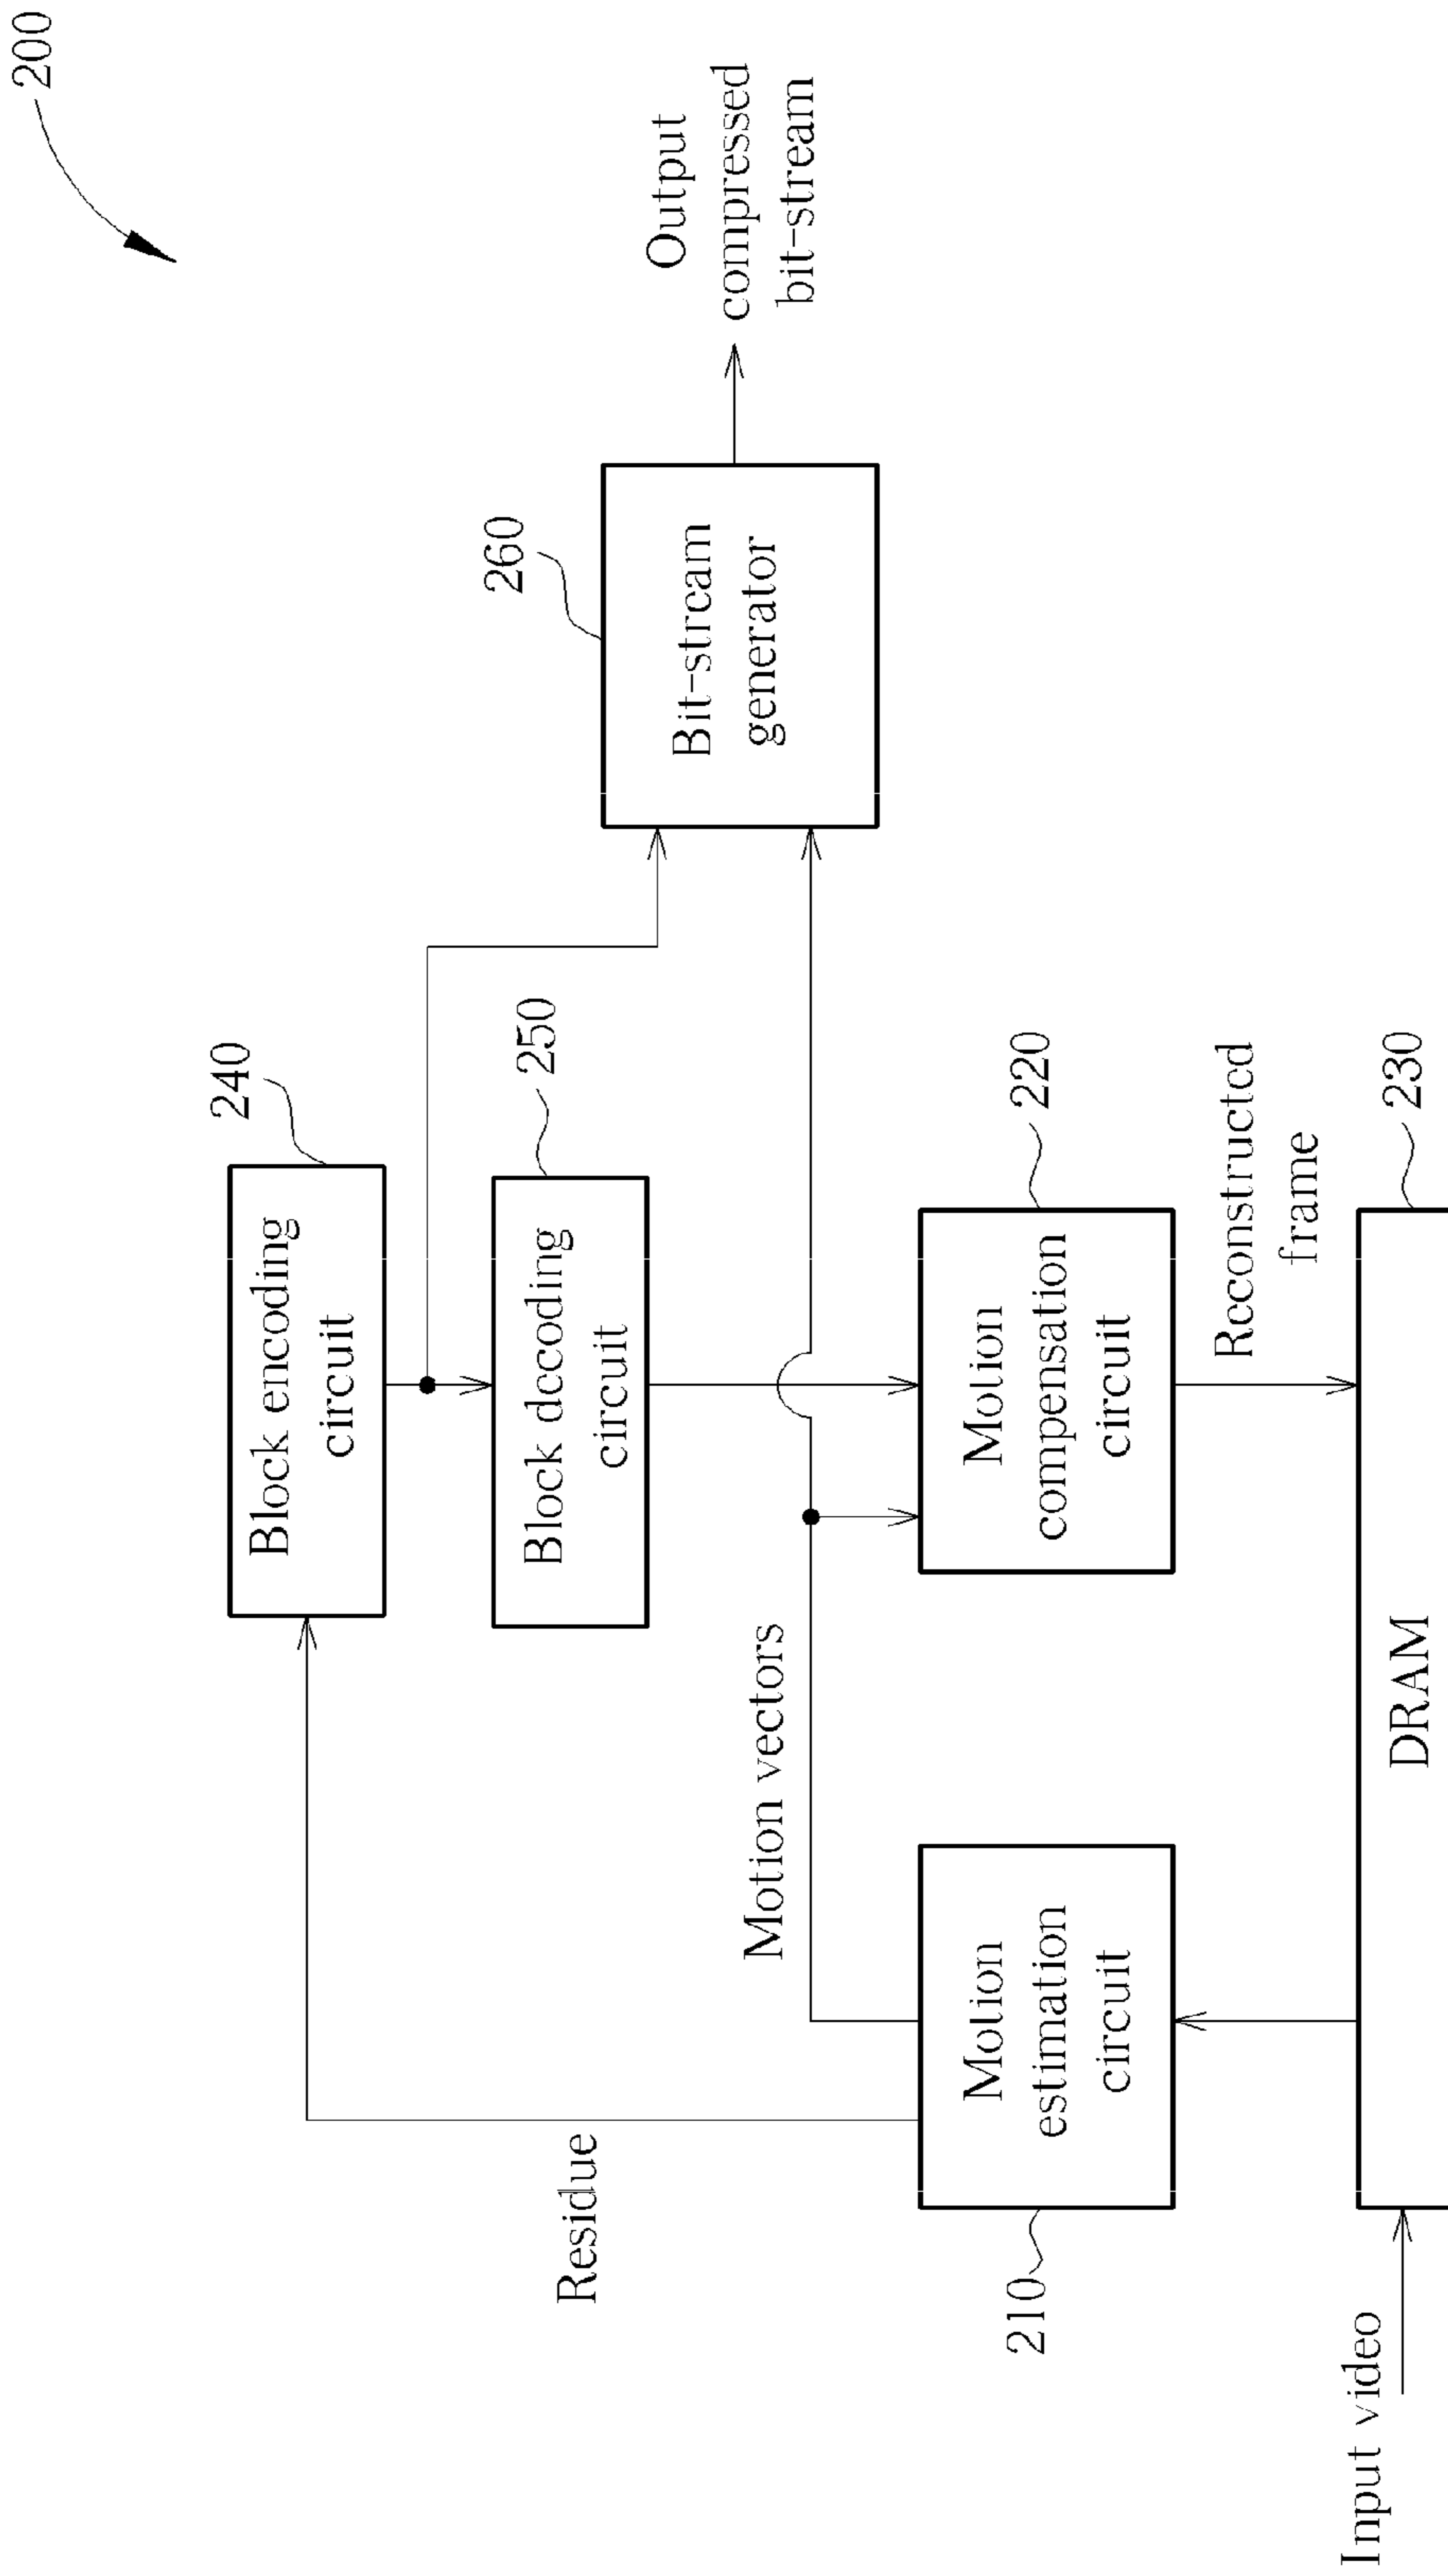 200
240
Block encoding
circuit
250
Block decoding
circuit
260
Bit-stream
generator
Output
compressed
bit-stream
Residue
Motion vectors
210
Motion
estimation
circuit
220
Motion
compensation
circuit
Reconstructed
frame
Input video
230
DRAM